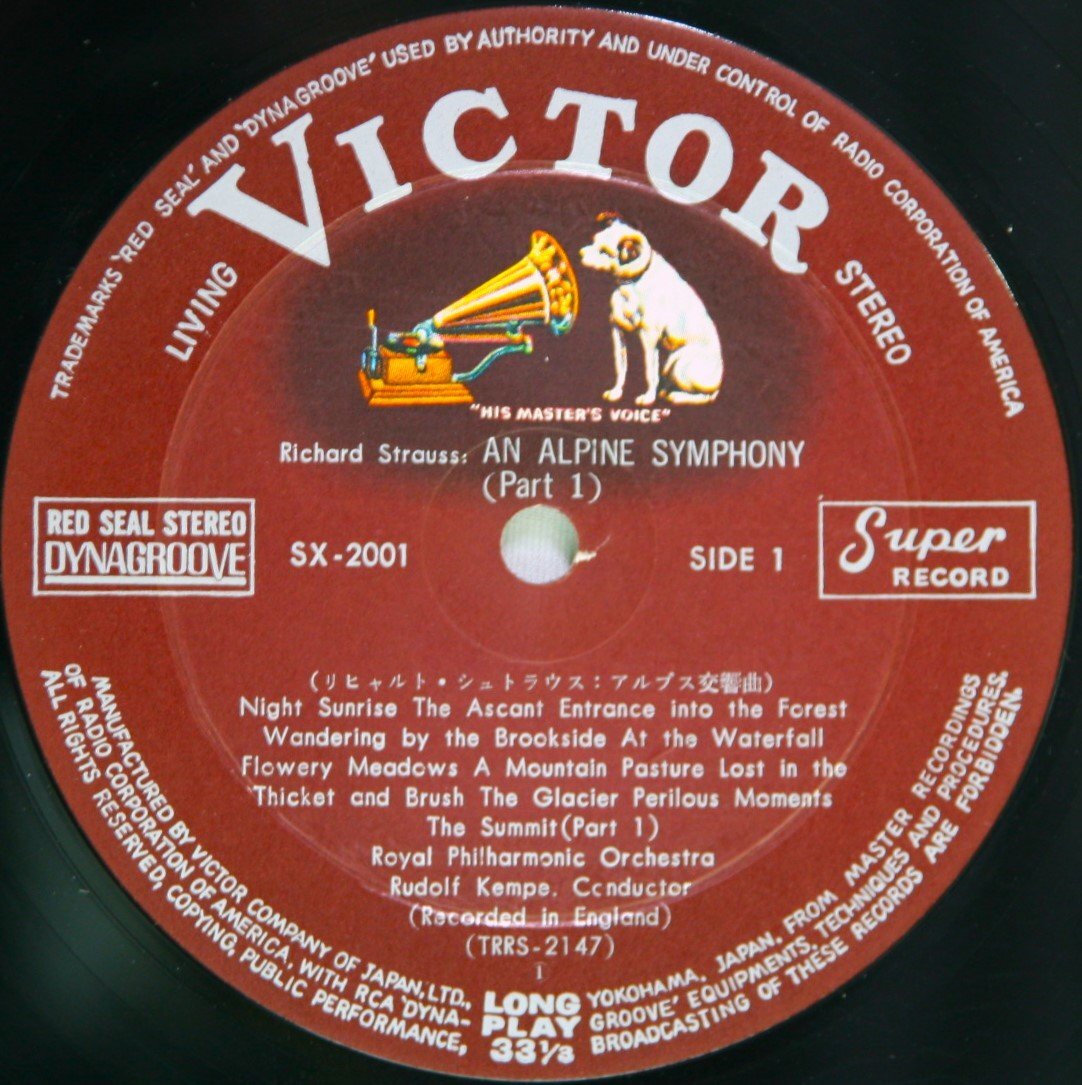 TRADEMARKS 'RED SEAL' AND 'DYNAGROOVE' USED BY AUTHORITY AND UNDER CONTROL OF RADIO CORPORATION OF AMERICA
VICTOR
LIVING
STEREO
"HIS MASTER'S VOICE"
Richard Strauss: AN ALPINE SYMPHONY
(Part 1)
RED SEAL STEREO
DYNAGROOVE
SX-2001
SIDE 1
Super
RECORD
(リヒャルト・シュトラウス:アルプス交響曲)
Night Sunrise The Ascant Entrance into the Forest
Wandering by the Brookside At the Waterfall
Flowery Meadows A Mountain Pasture Lost in the
Thicket and Brush The Glacier Perilous Moments
The Summit(Part 1)
Royal Philharmonic Orchestra
Rudolf Kempe. Conductor
(Recorded in England)
(TRRS-2147)
1
LONG
PLAY
33⅓
MANUFACTURED BY VICTOR COMPANY OF JAPAN, LTD., YOKOHAMA, JAPAN, FROM MASTER RECORDINGS
OF RADIO CORPORATION OF AMERICA, WITH RCA 'DYNA-GROOVE' EQUIPMENTS, TECHNIQUES AND PROCEDURES.
ALL RIGHTS RESERVED, COPYING, PUBLIC PERFORMANCE, BROADCASTING OF THESE RECORDS ARE FORBIDDEN.